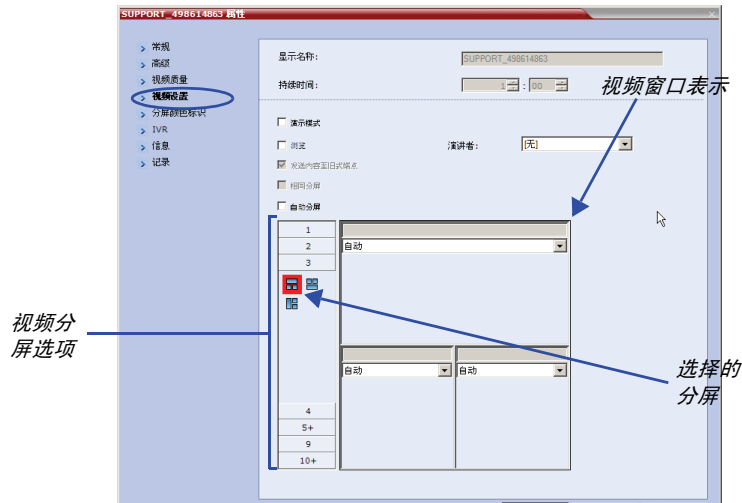 SUPPORT_498614863 属性
常规
高级
视频质量
视频设置
分屏颜色标识
IVR
信息
记录
显示名称:
SUPPORT_498614863
持续时间:
1 : 00
视频窗口表示
演示模式
浏览
演讲者:
[无]
发送内容至旧式端点
相同分屏
自动分屏
1
2
自动
3
视频分
屏选项
自动
自动
选择的
分屏
4
5+
9
10+